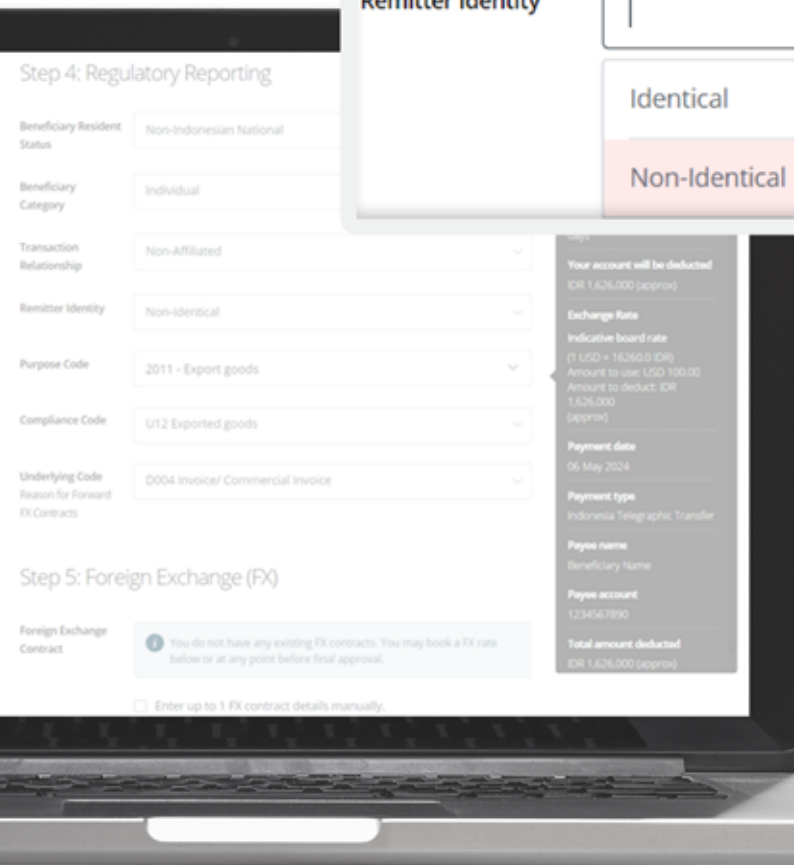 Remitter Identity
Identical
Non-Identical
Step 4: Regulatory Reporting
Beneficiary Resident
Status
Non-Indonesian National
Beneficiary
Category
Individual
Transaction
Relationship
Non-Affiliated
Remitter Identity
Non-Identical
Purpose Code
2011 - Export goods
Compliance Code
U12 Exported goods
Underlying Code
Reason for Forward
FX Contracts
D004 Invoice/ Commercial Invoice
Step 5: Foreign Exchange (FX)
Foreign Exchange
Contract
You do not have any existing FX contracts. You may book a FX rate
below or at any point before final approval.
Enter up to 1 FX contract details manually.
days
Your account will be deducted
IDR 1,626,000 (approx)
Exchange Rate
Indicative board rate
(1 USD = 16260.0 IDR)
Amount to use: USD 100.00
Amount to deduct: IDR
1,626,000
(approx)
Payment date
06 May 2024
Payment type
Indonesia Telegraphic Transfer
Payee name
Beneficiary Name
Payee account
1234567890
Total amount deducted
IDR 1,626,000 (approx)